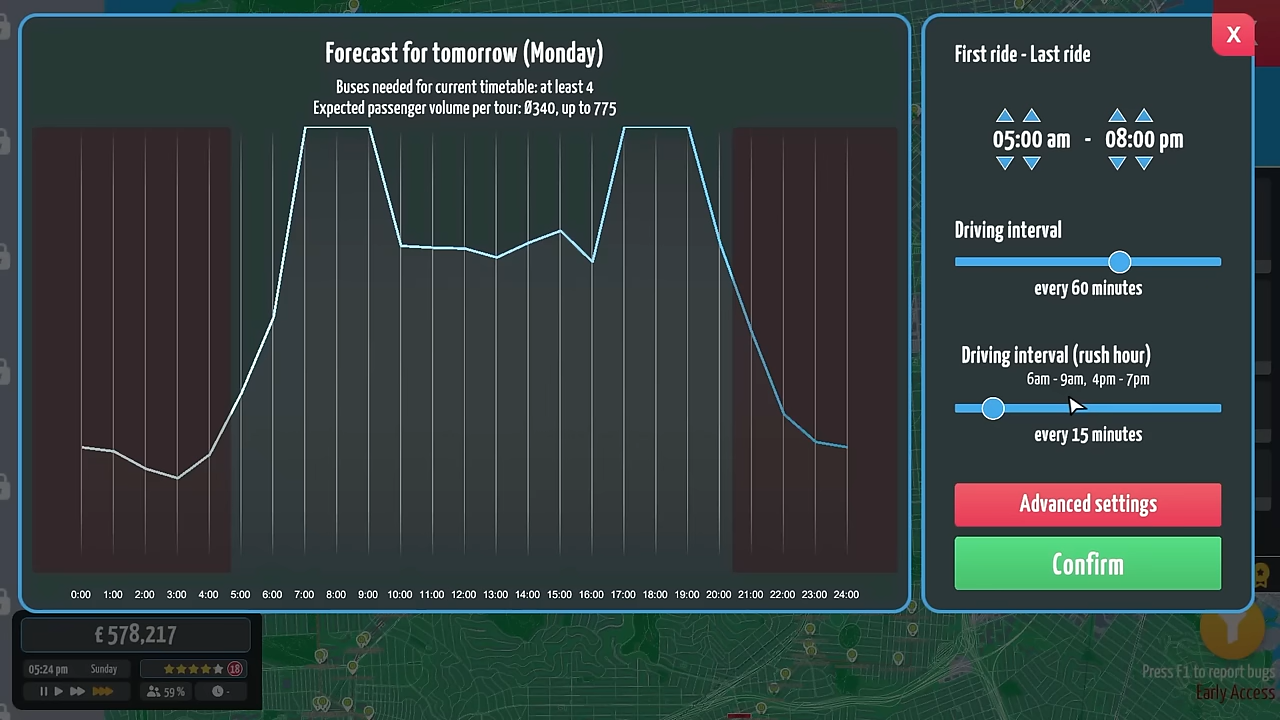 Forecast for tomorrow (Monday)
Buses needed for current timetable: at least 4
Expected passenger volume per tour: Ø340, up to 775
0:00 1:00 2:00 3:00 4:00 5:00 6:00 7:00 8:00 9:00 10:00 11:00 12:00 13:00 14:00 15:00 16:00 17:00 18:00 19:00 20:00 21:00 22:00 23:00 24:00
X
First ride - Last ride
05:00 am - 08:00 pm
Driving interval
every 60 minutes
Driving interval (rush hour)
6am - 9am, 4pm - 7pm
every 15 minutes
Advanced settings
Confirm
£ 578,217
05:24 pm Sunday 18
59 % -
Press F1 to report bugs
Early Access